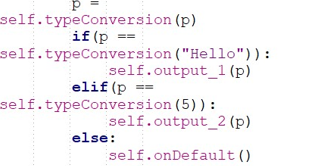 p =
self.typeConversion(p)
if(p ==
self.typeConversion("Hello")):
self.output_1(p)
elif(p ==
self.typeConversion(5)):
self.output_2(p)
else:
self.onDefault()